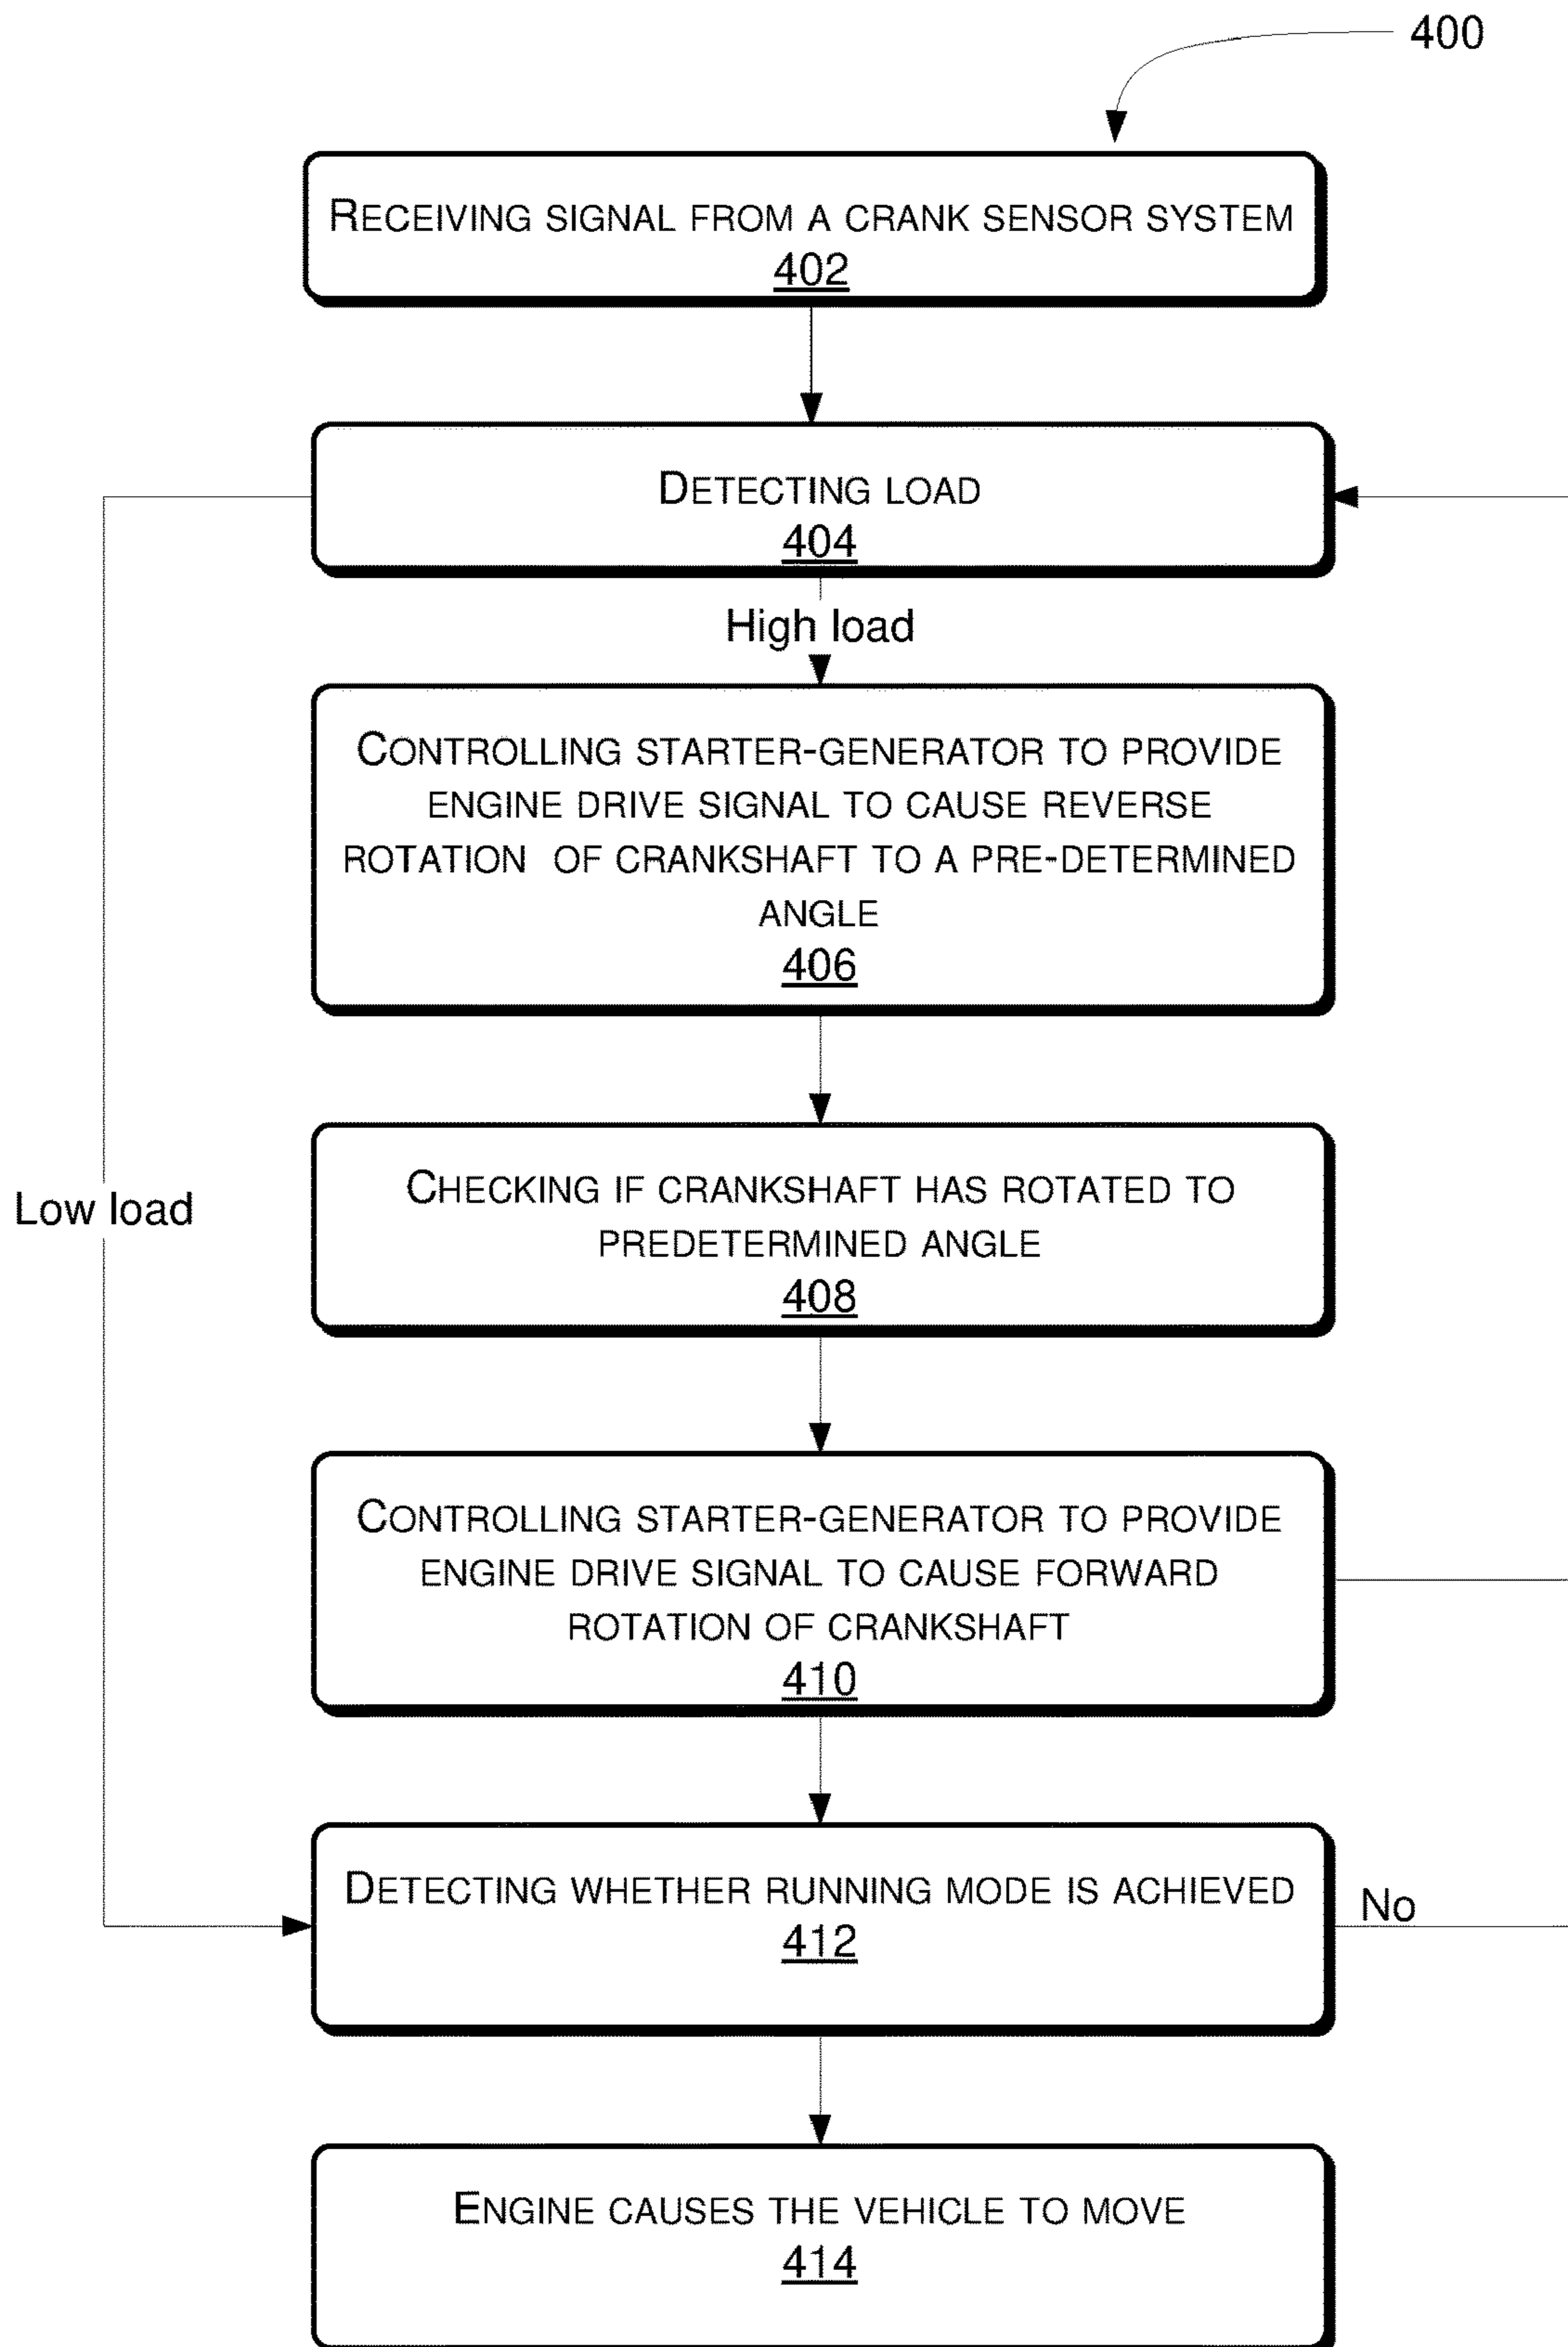 400
RECEIVING SIGNAL FROM A CRANK SENSOR SYSTEM
402
DETECTING LOAD
404
High load
CONTROLLING STARTER-GENERATOR TO PROVIDE
ENGINE DRIVE SIGNAL TO CAUSE REVERSE
ROTATION OF CRANKSHAFT TO A PRE-DETERMINED
ANGLE
406
CHECKING IF CRANKSHAFT HAS ROTATED TO
PREDETERMINED ANGLE
408
Low load
CONTROLLING STARTER-GENERATOR TO PROVIDE
ENGINE DRIVE SIGNAL TO CAUSE FORWARD
ROTATION OF CRANKSHAFT
410
DETECTING WHETHER RUNNING MODE IS ACHIEVED
412
No
ENGINE CAUSES THE VEHICLE TO MOVE
414